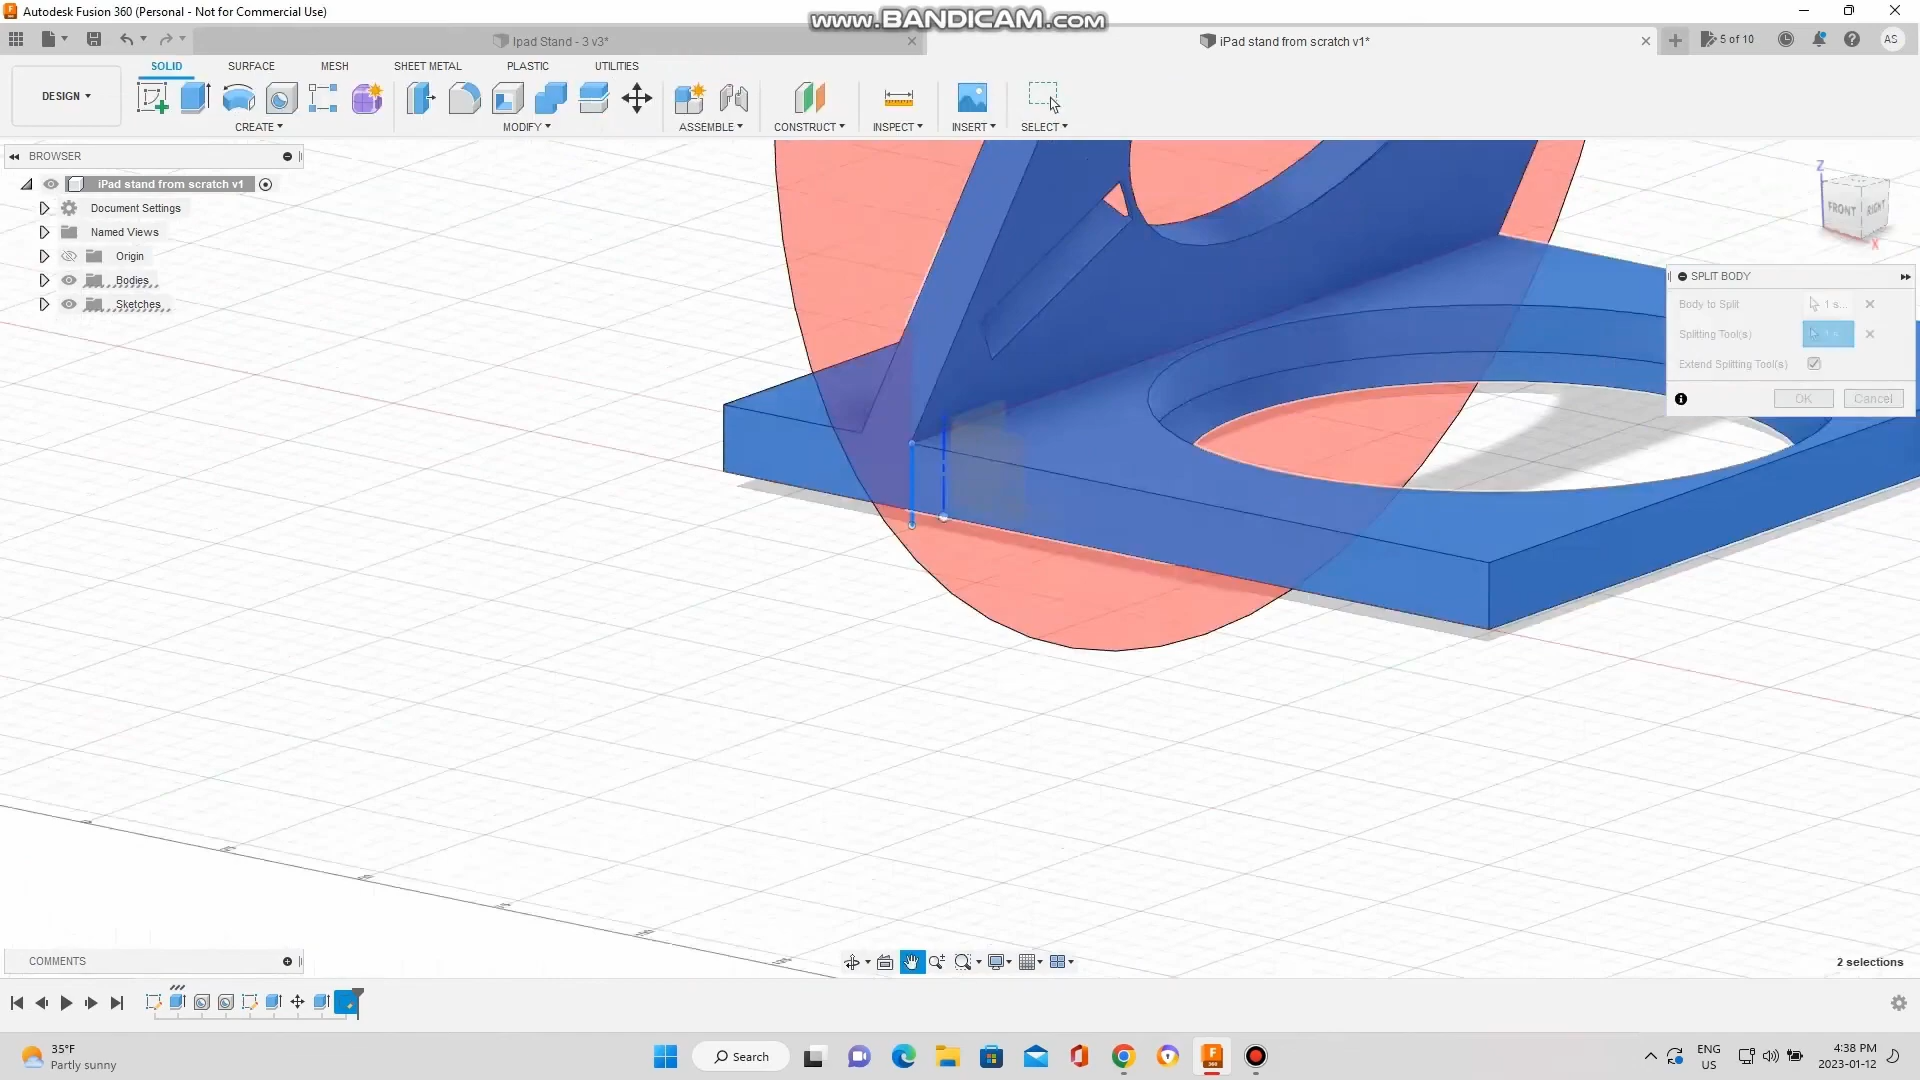 Autodesk Fusion 360 (Personal - Not for Commercial Use)
www.BANDICAM.com
Ipad Stand - 3 v3*
iPad stand from scratch v1*
5 of 10
AS
DESIGN
SOLID
SURFACE
MESH
SHEET METAL
PLASTIC
UTILITIES
CREATE
MODIFY
ASSEMBLE
CONSTRUCT
INSPECT
INSERT
SELECT
BROWSER
iPad stand from scratch v1
Document Settings
Named Views
Origin
Bodies
Sketches
Z
FRONT
RIGHT
X
SPLIT BODY
Body to Split
1 s...
Splitting Tool(s)
Extend Splitting Tool(s)
OK
Cancel
COMMENTS
2 selections
35°F
Partly sunny
Search
ENG
US
4:38 PM
2023-01-12